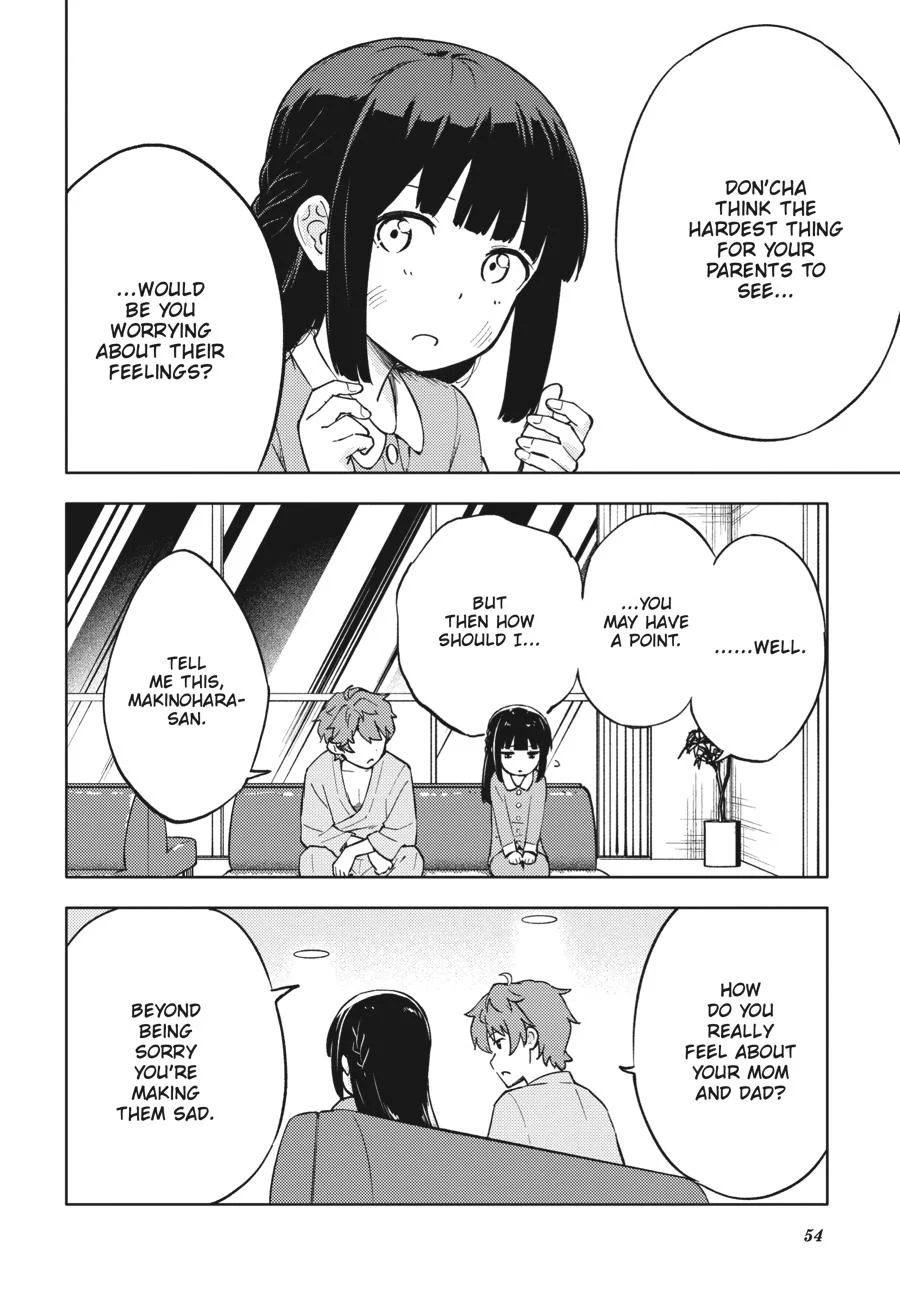 DON'CHA
THINK THE
HARDEST THING
FOR YOUR
PARENTS TO
SEE...
...WOULD
BE YOU
WORRYING
ABOUT THEIR
FEELINGS?
......WELL.
...YOU
MAY HAVE
A POINT.
BUT
THEN HOW
SHOULD I...
TELL
ME THIS,
MAKINOHARA-
SAN.
HOW
DO YOU
REALLY
FEEL ABOUT
YOUR MOM
AND DAD?
BEYOND
BEING
SORRY
YOU'RE
MAKING
THEM SAD.
54